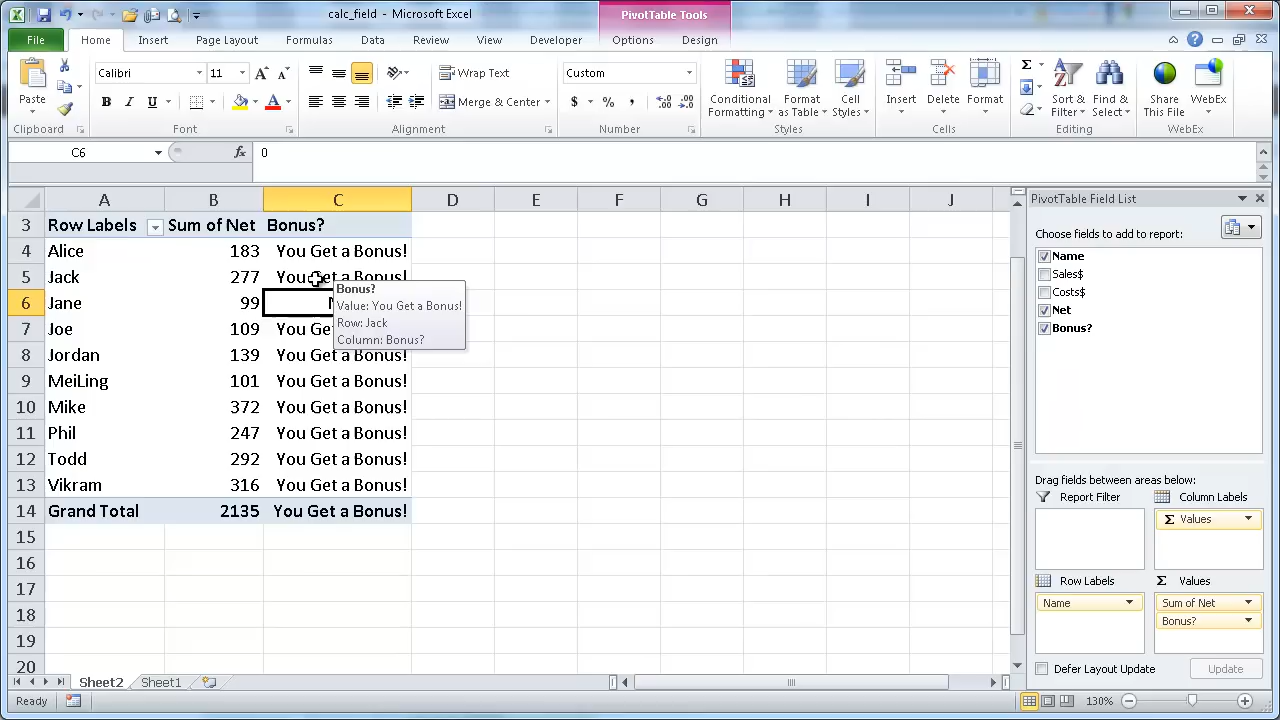 calc_field - Microsoft Excel
PivotTable Tools
File Home Insert Page Layout Formulas Data Review View Developer Options Design
Paste
Calibri 11
Wrap Text
Merge & Center
Custom
Conditional Formatting
Format as Table
Cell Styles
Insert
Delete
Format
Sort & Filter
Find & Select
Share This File
WebEx
Clipboard Font Alignment Number Styles Cells Editing WebEx
C6 fx 0
A B C D E F G H I J
3 Row Labels Sum of Net Bonus?
4 Alice 183 You Get a Bonus!
5 Jack 277 You Get a Bonus!
6 Jane 99
7 Joe 109 You Get
8 Jordan 139 You Get a Bonus!
9 MeiLing 101 You Get a Bonus!
10 Mike 372 You Get a Bonus!
11 Phil 247 You Get a Bonus!
12 Todd 292 You Get a Bonus!
13 Vikram 316 You Get a Bonus!
14 Grand Total 2135 You Get a Bonus!
15
16
17
18
19
20
Bonus?
Value: You Get a Bonus!
Row: Jack
Column: Bonus?
PivotTable Field List
Choose fields to add to report:
Name
Sales$
Costs$
Net
Bonus?
Drag fields between areas below:
Report Filter Column Labels
Σ Values
Row Labels Σ Values
Name Sum of Net
Bonus?
Defer Layout Update Update
Sheet2 Sheet1
Ready 130%